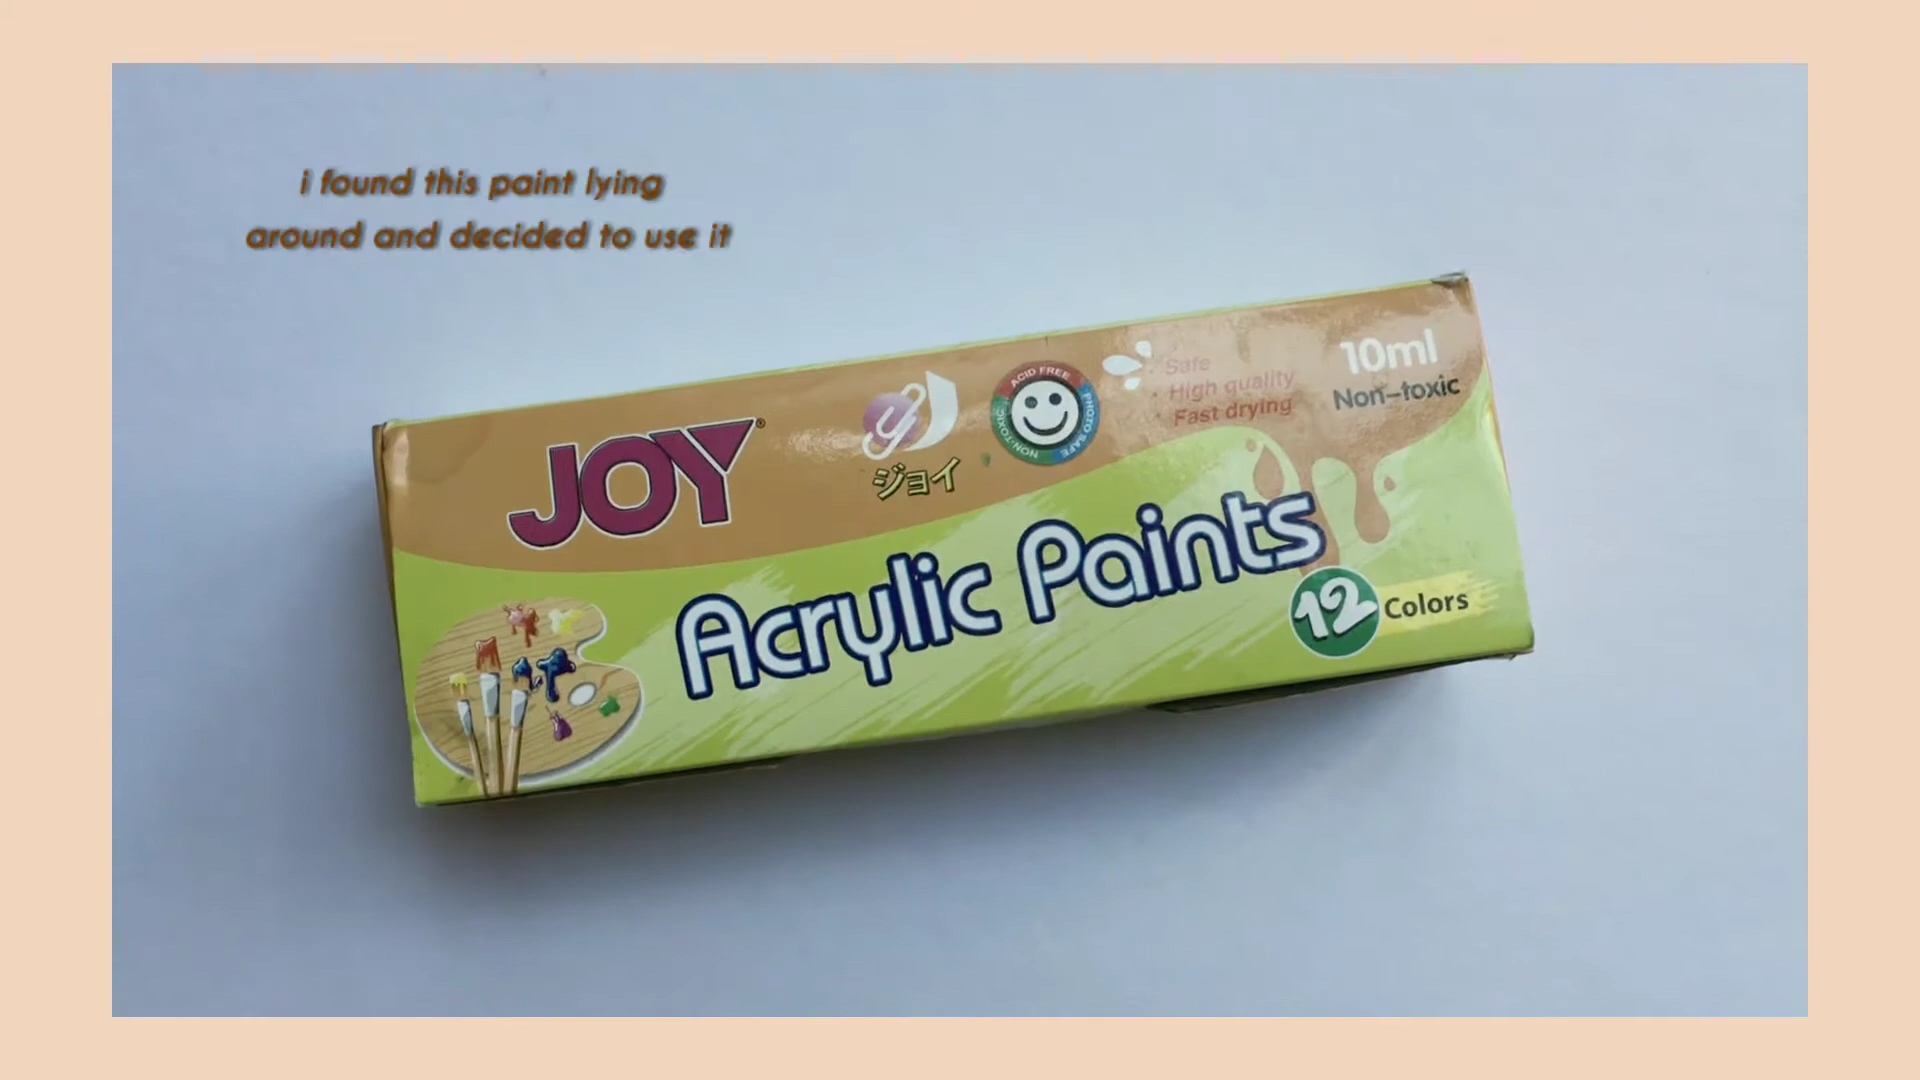 i found this paint lying
around and decided to use it
JOY®
ジョイ
ACID FREE
PHOTO SAFE
NON-TOXIC
Safe
High quality
Fast drying
10ml
Non-toxic
Acrylic Paints
12 Colors